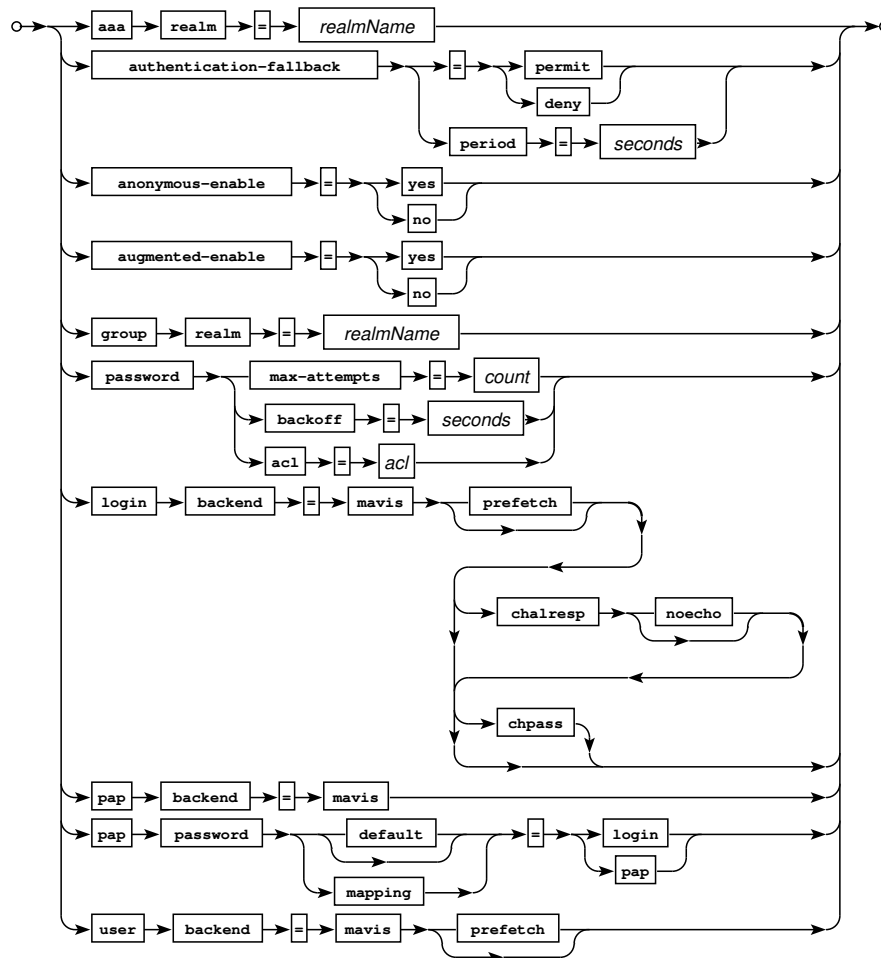 aaa realm = realmName
authentication-fallback = permit
deny
period = seconds
anonymous-enable = yes
no
augmented-enable = yes
no
group realm = realmName
password max-attempts = count
backoff = seconds
acl = acl
login backend = mavis prefetch
chalresp noecho
chpass
pap backend = mavis
pap password default = login
mapping pap
user backend = mavis prefetch